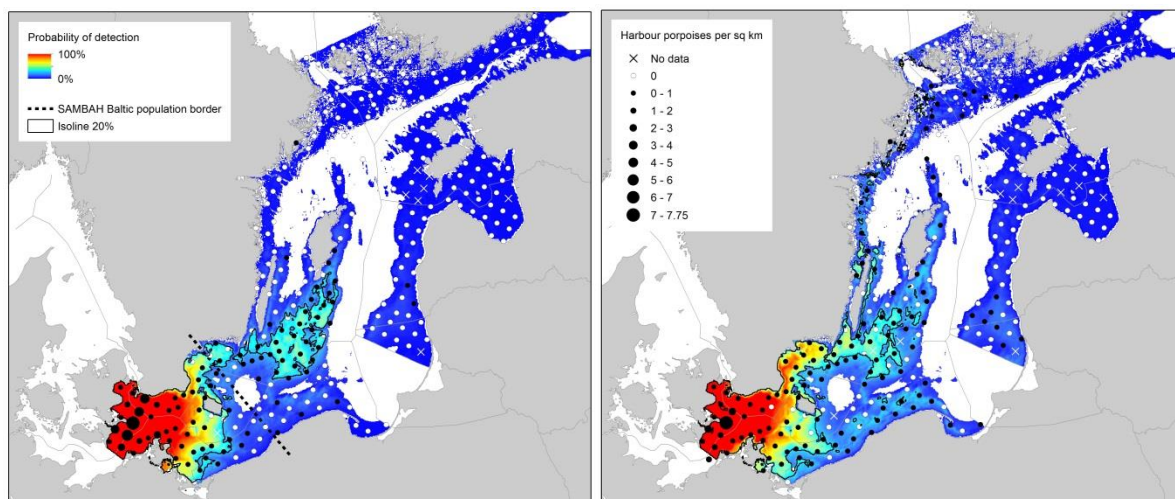 Probability of detection
100%
0%
SAMBAH Baltic population border
Isoline 20%
Harbour porpoises per sq km
No data
0
0 - 1
1 - 2
2 - 3
3 - 4
4 - 5
5 - 6
6 - 7
7 - 7.75